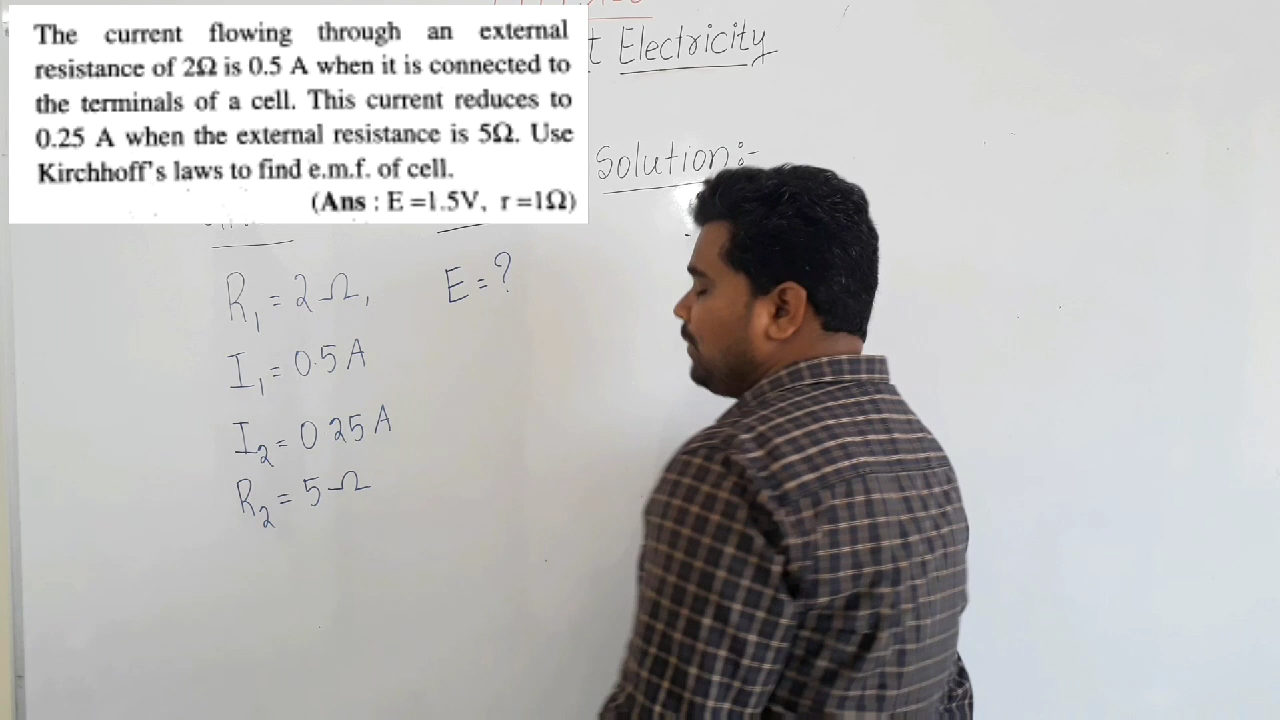 The current flowing through an external
resistance of 2Ω is 0.5 A when it is connected to
the terminals of a cell. This current reduces to
0.25 A when the external resistance is 5Ω. Use
Kirchhoff's laws to find e.m.f. of cell.
(Ans : E =1.5V, r =1Ω)
Electricity
Solution:-
R₁ = 2Ω,
E = ?
I₁ = 0.5 A
I₂ = 0.25 A
R₂ = 5Ω